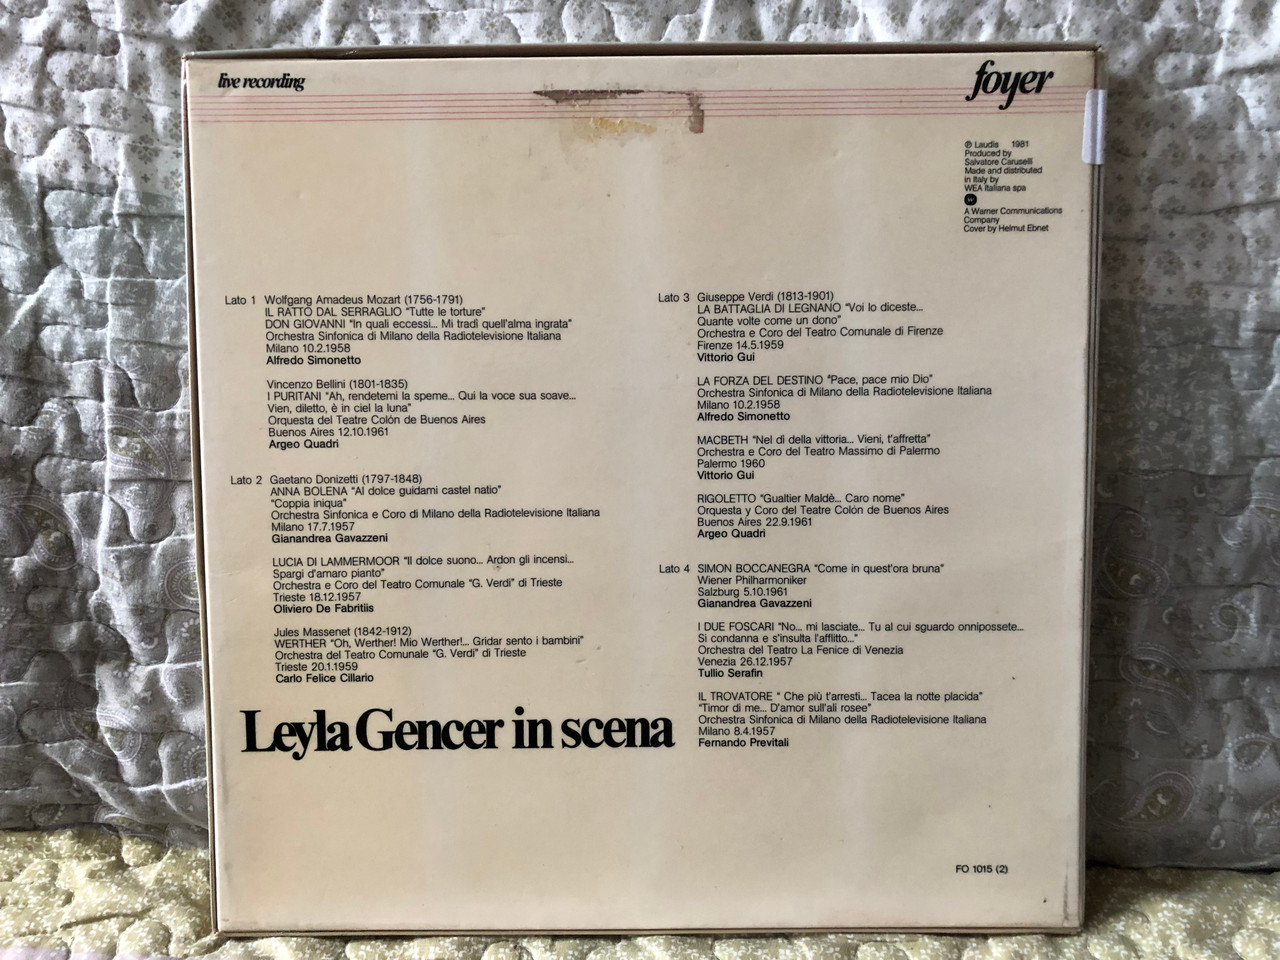 live recording
foyer
℗ Laudis 1981
Produced by
Salvatore Caruselli
Made and distributed
in Italy by
WEA Italiana spa
w
A Warner Communications
Company
Cover by Helmut Ebnet
Lato 1 Wolfgang Amadeus Mozart (1756-1791)
IL RATTO DAL SERRAGLIO "Tutte le torture"
DON GIOVANNI "In quali eccessi... Mi tradì quell'alma ingrata"
Orchestra Sinfonica di Milano della Radiotelevisione Italiana
Milano 10.2.1958
Alfredo Simonetto
Vincenzo Bellini (1801-1835)
I PURITANI "Ah, rendetemi la speme... Qui la voce sua soave...
Vien, diletto, è in ciel la luna"
Orquesta del Teatre Colón de Buenos Aires
Buenos Aires 12.10.1961
Argeo Quadri
Lato 2 Gaetano Donizetti (1797-1848)
ANNA BOLENA "Al dolce guidami castel natio"
"Coppia iniqua"
Orchestra Sinfonica e Coro di Milano della Radiotelevisione Italiana
Milano 17.7.1957
Gianandrea Gavazzeni
LUCIA DI LAMMERMOOR "Il dolce suono... Ardon gli incensi...
Spargi d'amaro pianto"
Orchestra e Coro del Teatro Comunale "G. Verdi" di Trieste
Trieste 18.12.1957
Oliviero De Fabritiis
Jules Massenet (1842-1912)
WERTHER "Oh, Werther! Mio Werther!... Gridar sento i bambini"
Orchestra del Teatro Comunale "G. Verdi" di Trieste
Trieste 20.1.1959
Carlo Felice Cillario
Lato 3 Giuseppe Verdi (1813-1901)
LA BATTAGLIA DI LEGNANO "Voi lo diceste...
Quante volte come un dono"
Orchestra e Coro del Teatro Comunale di Firenze
Firenze 14.5.1959
Vittorio Gui
LA FORZA DEL DESTINO "Pace, pace mio Dio"
Orchestra Sinfonica di Milano della Radiotelevisione Italiana
Milano 10.2.1958
Alfredo Simonetto
MACBETH "Nel dì della vittoria... Vieni, t'affretta"
Orchestra e Coro del Teatro Massimo di Palermo
Palermo 1960
Vittorio Gui
RIGOLETTO "Gualtier Maldè... Caro nome"
Orquesta y Coro del Teatre Colón de Buenos Aires
Buenos Aires 22.9.1961
Argeo Quadri
Lato 4 SIMON BOCCANEGRA "Come in quest'ora bruna"
Wiener Philharmoniker
Salzburg 5.10.1961
Gianandrea Gavazzeni
I DUE FOSCARI "No... mi lasciate... Tu al cui sguardo onnipossete...
Si condanna e s'insulta l'afflitto..."
Orchestra del Teatro La Fenice di Venezia
Venezia 26.12.1957
Tullio Serafin
IL TROVATORE " Che più t'arresti... Tacea la notte placida"
"Timor di me... D'amor sull'ali rosee"
Orchestra Sinfonica di Milano della Radiotelevisione Italiana
Milano 8.4.1957
Fernando Previtali
Leyla Gencer in scena
FO 1015 (2)